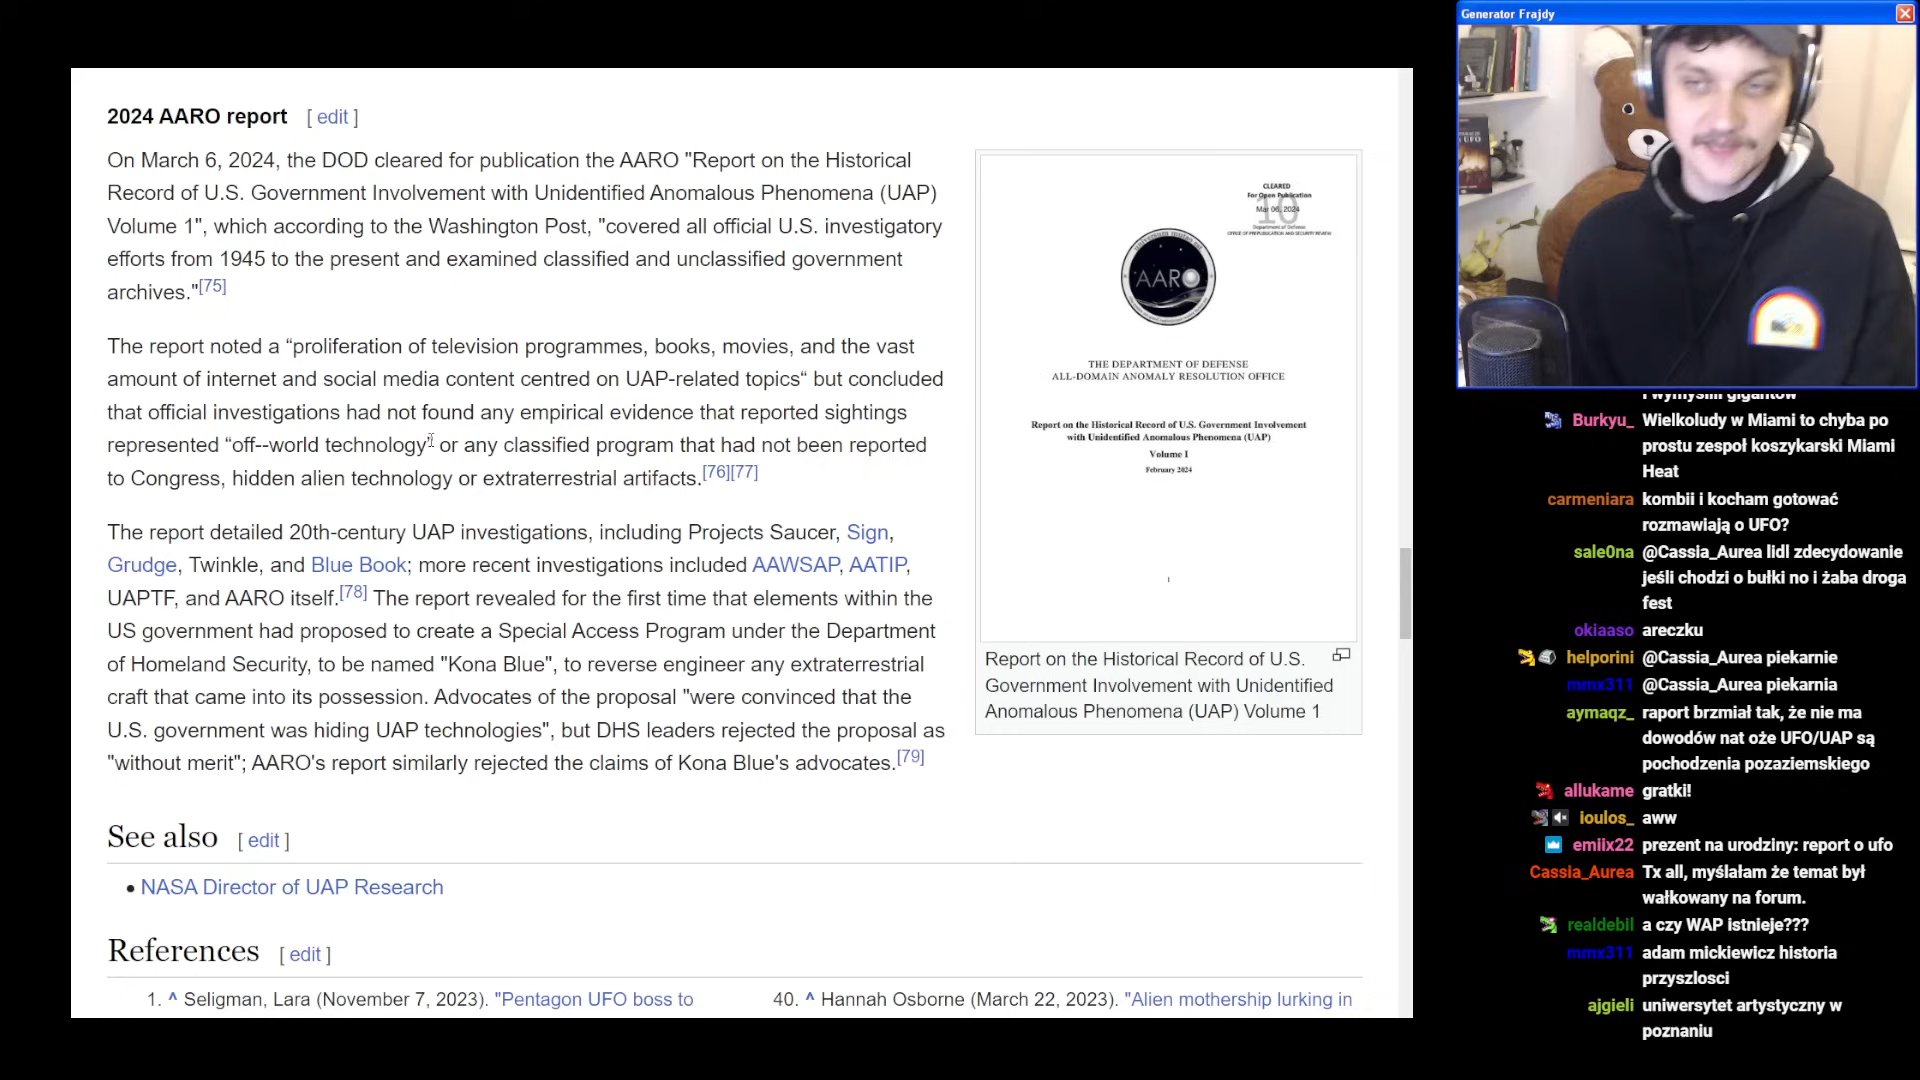 Generator Frajdy
2024 AARO report [ edit ]
On March 6, 2024, the DOD cleared for publication the AARO "Report on the Historical
Record of U.S. Government Involvement with Unidentified Anomalous Phenomena (UAP)
Volume 1", which according to the Washington Post, "covered all official U.S. investigatory
efforts from 1945 to the present and examined classified and unclassified government
archives."[75]
The report noted a “proliferation of television programmes, books, movies, and the vast
amount of internet and social media content centred on UAP-related topics“ but concluded
that official investigations had not found any empirical evidence that reported sightings
represented “off--world technology” or any classified program that had not been reported
to Congress, hidden alien technology or extraterrestrial artifacts.[76][77]
The report detailed 20th-century UAP investigations, including Projects Saucer, Sign,
Grudge, Twinkle, and Blue Book; more recent investigations included AAWSAP, AATIP,
UAPTF, and AARO itself.[78] The report revealed for the first time that elements within the
US government had proposed to create a Special Access Program under the Department
of Homeland Security, to be named "Kona Blue", to reverse engineer any extraterrestrial
craft that came into its possession. Advocates of the proposal "were convinced that the
U.S. government was hiding UAP technologies", but DHS leaders rejected the proposal as
"without merit"; AARO's report similarly rejected the claims of Kona Blue's advocates.[79]
CLEARED
For Open Publication
Mar 06, 2024
10
Department of Defense
OFFICE OF PREPUBLICATION AND SECURITY REVIEW
AARO
THE DEPARTMENT OF DEFENSE
ALL-DOMAIN ANOMALY RESOLUTION OFFICE
Report on the Historical Record of U.S. Government Involvement
with Unidentified Anomalous Phenomena (UAP)
Volume I
February 2024
Report on the Historical Record of U.S.
Government Involvement with Unidentified
Anomalous Phenomena (UAP) Volume 1
See also [ edit ]
• NASA Director of UAP Research
References [ edit ]
1. ^ Seligman, Lara (November 7, 2023). "Pentagon UFO boss to
40. ^ Hannah Osborne (March 22, 2023). "Alien mothership lurking in
i wymyślili gigantów
Burkyu_ Wielkoludy w Miami to chyba po
prostu zespoł koszykarski Miami
Heat
carmeniara kombii i kocham gotować
rozmawiają o UFO?
sale0na @Cassia_Aurea lidl zdecydowanie
jeśli chodzi o bułki no i żaba droga
fest
okiaaso areczku
helporini @Cassia_Aurea piekarnie
mmx311 @Cassia_Aurea piekarnia
aymaqz_ raport brzmiał tak, że nie ma
dowodów nat oże UFO/UAP są
pochodzenia pozaziemskiego
allukame gratki!
ioulos_ aww
emiix22 prezent na urodziny: report o ufo
Cassia_Aurea Tx all, myślałam że temat był
wałkowany na forum.
realdebil a czy WAP istnieje???
mmx311 adam mickiewicz historia
przyszlosci
ajgieli uniwersytet artystyczny w
poznaniu